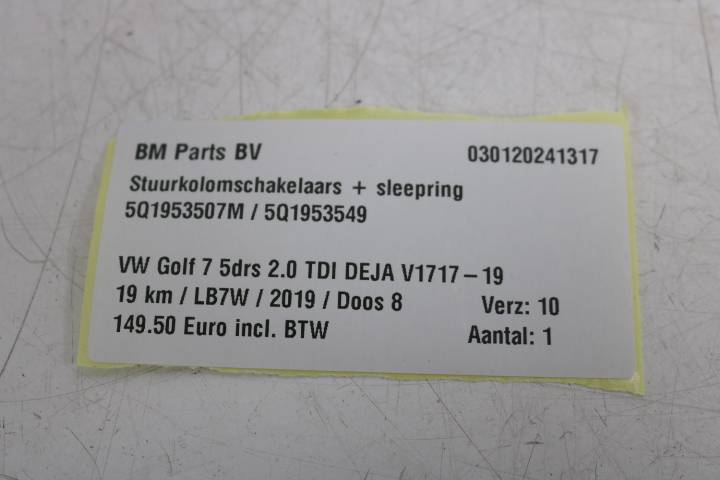 BM Parts BV 030120241317
Stuurkolomschakelaars + sleepring
5Q1953507M / 5Q1953549
VW Golf 7 5drs 2.0 TDI DEJA V1717-19
19 km / LB7W / 2019 / Doos 8 Verz: 10
149.50 Euro incl. BTW Aantal: 1